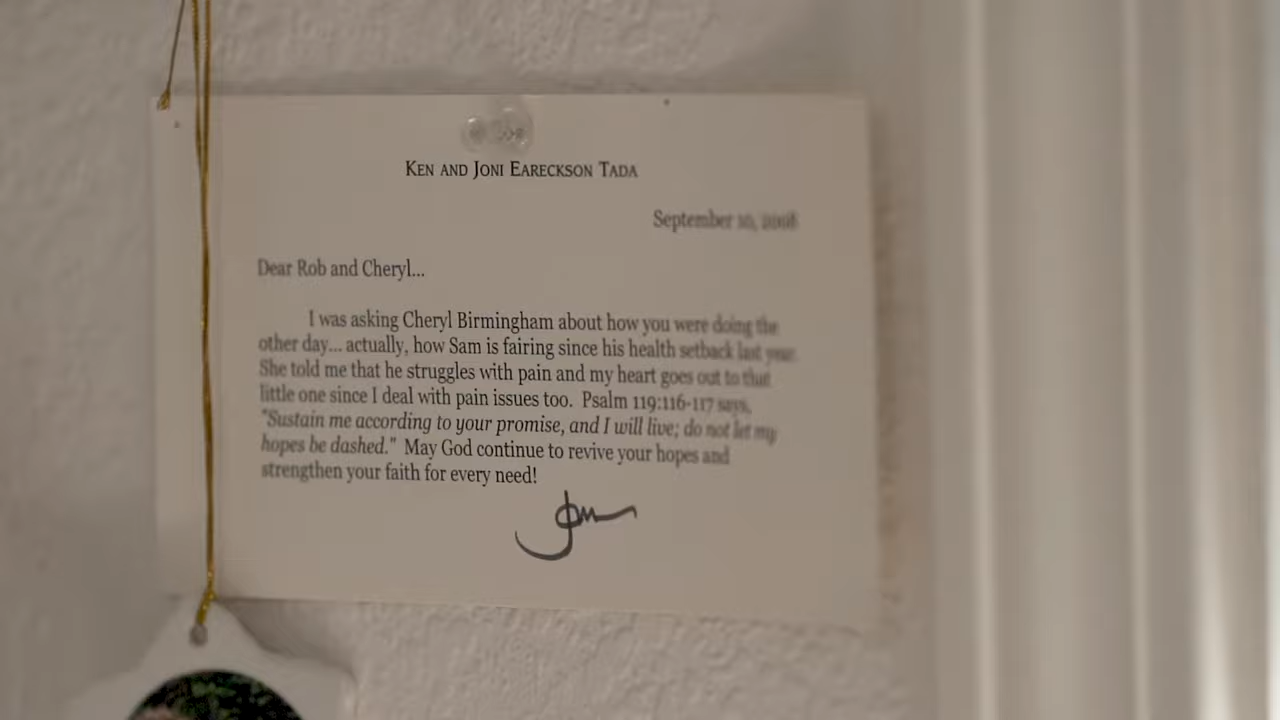 KEN AND JONI EARECKSON TADA
September 10, 2008
Dear Rob and Cheryl...
I was asking Cheryl Birmingham about how you were doing the
other day... actually, how Sam is fairing since his health setback last year.
She told me that he struggles with pain and my heart goes out to that
little one since I deal with pain issues too. Psalm 119:116-117 says,
"Sustain me according to your promise, and I will live; do not let my
hopes be dashed." May God continue to revive your hopes and
strengthen your faith for every need!
Joni